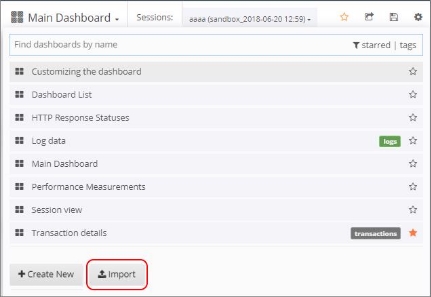 Main Dashboard Sessions: aaaa (sandbox_2018-06-20 12:59)
Find dashboards by name starred | tags
Customizing the dashboard
Dashboard List
HTTP Response Statuses
Log data logs
Main Dashboard
Performance Measurements
Session view
Transaction details transactions
+ Create New Import